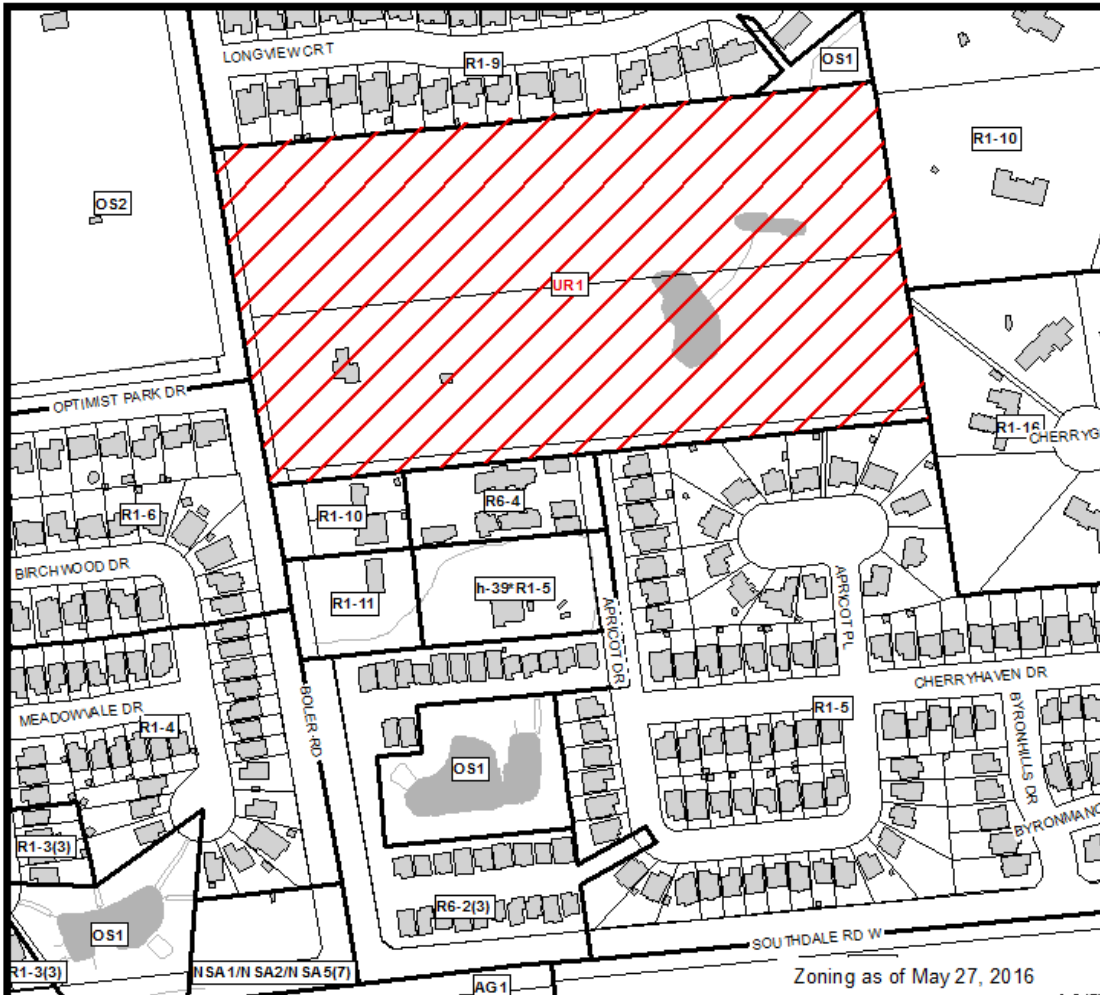 LONGVIEW CRT
R1-9
OS1
R1-10
OS2
UR1
OPTIMIST PARK DR
R1-16
R6-4
R1-10
R1-6
BIRCHWOOD DR
h-39*R1-5
R1-11
APRICOT DR
APRICOT PL
CHERRYHAVEN DR
MEADOWVALE DR
R1-4
BOLER RD
R1-5
BYRONHILLS DR
OS1
R1-3(3)
R6-2(3)
OS1
SOUTHDALE RD W
R1-3(3)
NSA1/NSA2/NSA5(7)
AG1
Zoning as of May 27, 2016